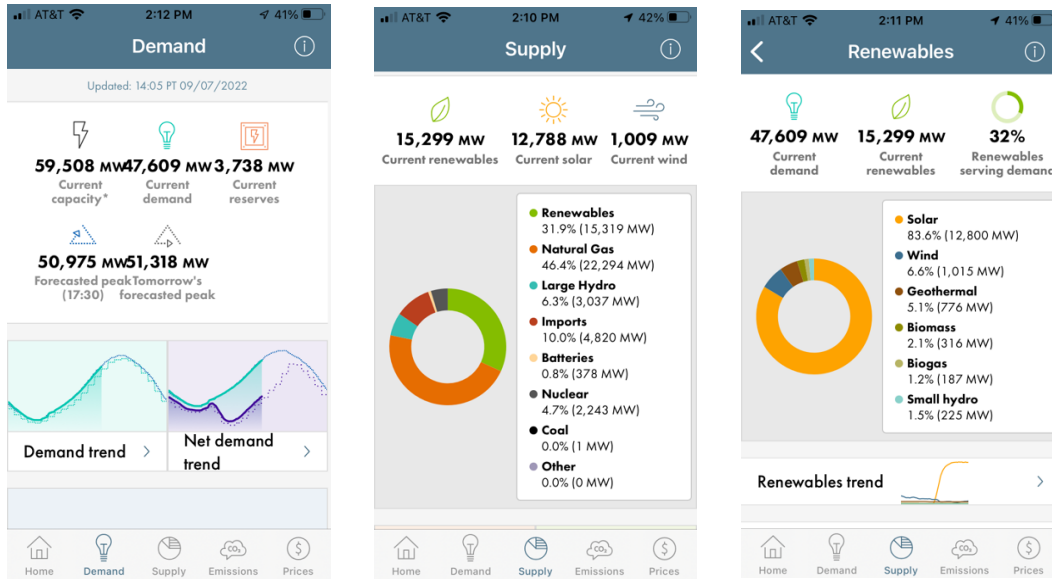 AT&T 2:12 PM 41%
Demand
Updated: 14:05 PT 09/07/2022
59,508 MW 47,609 MW 3,738 MW
Current capacity* Current demand Current reserves
50,975 MW 51,318 MW
Forecasted peak (17:30) Tomorrow's forecasted peak
Demand trend
Net demand trend
Home Demand Supply Emissions Prices
AT&T 2:10 PM 42%
Supply
15,299 MW 12,788 MW 1,009 MW
Current renewables Current solar Current wind
Renewables
31.9% (15,319 MW)
Natural Gas
46.4% (22,294 MW)
Large Hydro
6.3% (3,037 MW)
Imports
10.0% (4,820 MW)
Batteries
0.8% (378 MW)
Nuclear
4.7% (2,243 MW)
Coal
0.0% (1 MW)
Other
0.0% (0 MW)
Home Demand Supply CO₂ Emissions Prices
AT&T 2:11 PM 41%
Renewables
47,609 MW 15,299 MW 32%
Current demand Current renewables Renewables serving demand
Solar
83.6% (12,800 MW)
Wind
6.6% (1,015 MW)
Geothermal
5.1% (776 MW)
Biomass
2.1% (316 MW)
Biogas
1.2% (187 MW)
Small hydro
1.5% (225 MW)
Renewables trend
Home Demand Supply Emissions Prices